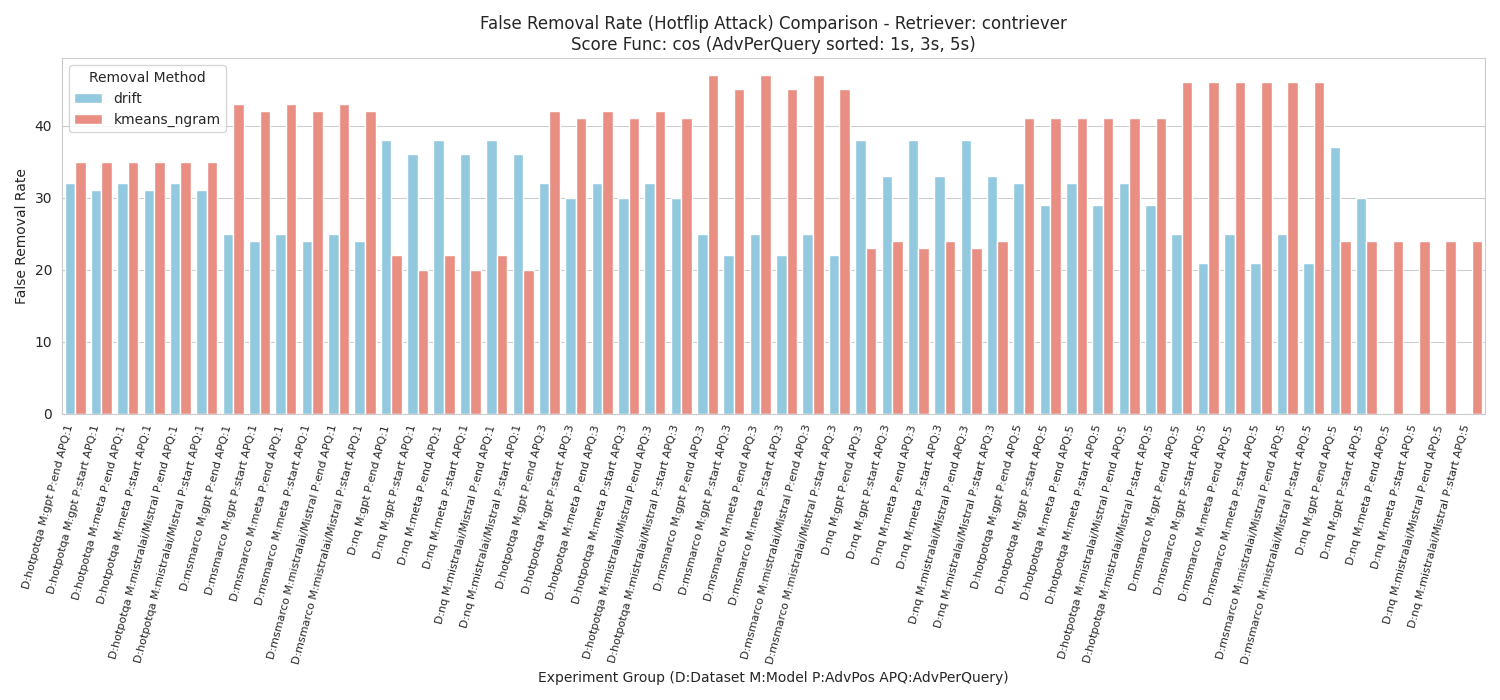 False Removal Rate (Hotflip Attack) Comparison - Retriever: contriever
Score Func: cos (AdvPerQuery sorted: 1s, 3s, 5s)
Removal Method
drift
kmeans_ngram
False Removal Rate
40
30
20
10
0
D:hotpotqa M:gpt P:end APQ:1
D:hotpotqa M:gpt P:start APQ:1
D:hotpotqa M:meta P:end APQ:1
D:hotpotqa M:meta P:start APQ:1
D:hotpotqa M:mistralai/Mistral P:end APQ:1
D:hotpotqa M:mistralai/Mistral P:start APQ:1
D:msmarco M:gpt P:end APQ:1
D:msmarco M:gpt P:start APQ:1
D:msmarco M:meta P:end APQ:1
D:msmarco M:meta P:start APQ:1
D:msmarco M:mistralai/Mistral P:end APQ:1
D:msmarco M:mistralai/Mistral P:start APQ:1
D:nq M:gpt P:end APQ:1
D:nq M:gpt P:start APQ:1
D:nq M:meta P:end APQ:1
D:nq M:meta P:start APQ:1
D:nq M:mistralai/Mistral P:end APQ:1
D:nq M:mistralai/Mistral P:start APQ:1
D:hotpotqa M:gpt P:end APQ:3
D:hotpotqa M:gpt P:start APQ:3
D:hotpotqa M:meta P:end APQ:3
D:hotpotqa M:meta P:start APQ:3
D:hotpotqa M:mistralai/Mistral P:end APQ:3
D:hotpotqa M:mistralai/Mistral P:start APQ:3
D:msmarco M:gpt P:end APQ:3
D:msmarco M:gpt P:start APQ:3
D:msmarco M:meta P:end APQ:3
D:msmarco M:meta P:start APQ:3
D:msmarco M:mistralai/Mistral P:end APQ:3
D:msmarco M:mistralai/Mistral P:start APQ:3
D:nq M:gpt P:end APQ:3
D:nq M:gpt P:start APQ:3
D:nq M:meta P:end APQ:3
D:nq M:meta P:start APQ:3
D:nq M:mistralai/Mistral P:end APQ:3
D:nq M:mistralai/Mistral P:start APQ:3
D:hotpotqa M:gpt P:end APQ:5
D:hotpotqa M:gpt P:start APQ:5
D:hotpotqa M:meta P:end APQ:5
D:hotpotqa M:meta P:start APQ:5
D:hotpotqa M:mistralai/Mistral P:end APQ:5
D:hotpotqa M:mistralai/Mistral P:start APQ:5
D:msmarco M:gpt P:end APQ:5
D:msmarco M:gpt P:start APQ:5
D:msmarco M:meta P:end APQ:5
D:msmarco M:meta P:start APQ:5
D:msmarco M:mistralai/Mistral P:end APQ:5
D:msmarco M:mistralai/Mistral P:start APQ:5
D:nq M:gpt P:end APQ:5
D:nq M:gpt P:start APQ:5
D:nq M:meta P:end APQ:5
D:nq M:meta P:start APQ:5
D:nq M:mistralai/Mistral P:end APQ:5
D:nq M:mistralai/Mistral P:start APQ:5
Experiment Group (D:Dataset M:Model P:AdvPos APQ:AdvPerQuery)